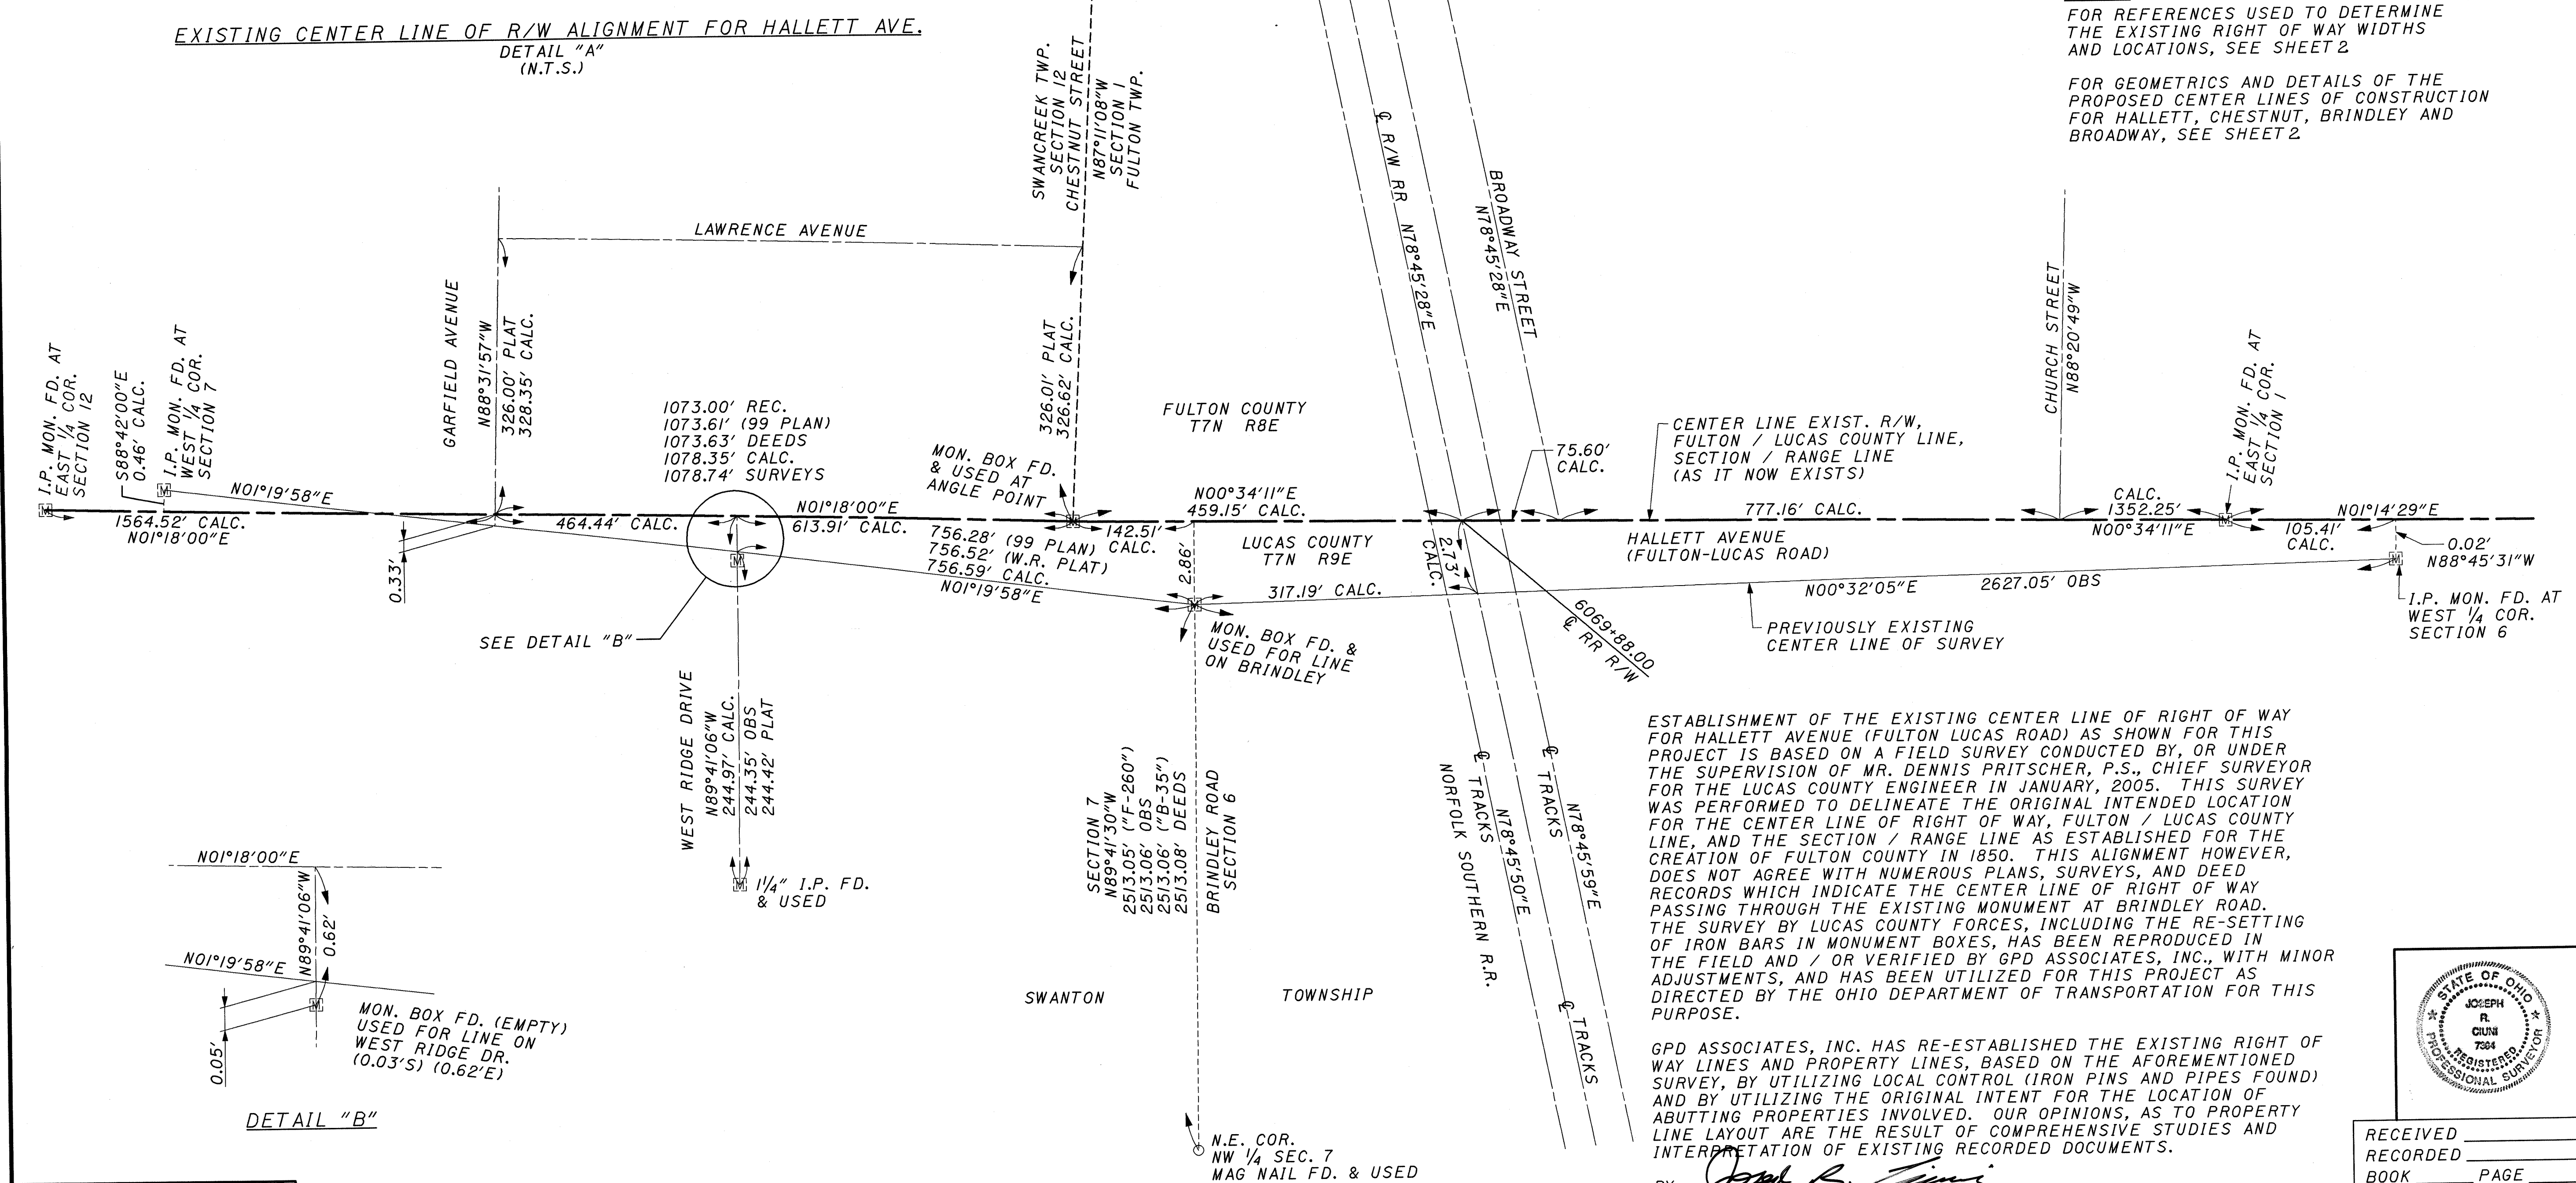 EXISTING CENTER LINE OF R/W ALIGNMENT FOR HALLETT AVE.
DETAIL "A"
(N.T.S.)
FOR REFERENCES USED TO DETERMINE
THE EXISTING RIGHT OF WAY WIDTHS
AND LOCATIONS, SEE SHEET 2
FOR GEOMETRICS AND DETAILS OF THE
PROPOSED CENTER LINES OF CONSTRUCTION
FOR HALLETT, CHESTNUT, BRINDLEY AND
BROADWAY, SEE SHEET 2
SWANCREEK TWP.
SECTION 12
CHESTNUT STREET
N87°11'08"W
SECTION 1
FULTON TWP.
℄ R/W RR N78°45'28"E
BROADWAY STREET
N78°45'28"E
LAWRENCE AVENUE
I.P. MON. FD. AT
EAST 1/4 COR.
SECTION 12
S88°42'00"E
0.46' CALC.
I.P. MON. FD. AT
WEST 1/4 COR.
SECTION 7
GARFIELD AVENUE
N88°31'57"W
326.00' PLAT
328.35' CALC.
1073.00' REC.
1073.61' (99 PLAN)
1073.63' DEEDS
1078.35' CALC.
1078.74' SURVEYS
MON. BOX FD.
& USED AT
ANGLE POINT
326.01' PLAT
326.62' CALC.
FULTON COUNTY
T7N R8E
75.60'
CALC.
CENTER LINE EXIST. R/W,
FULTON / LUCAS COUNTY LINE,
SECTION / RANGE LINE
(AS IT NOW EXISTS)
CHURCH STREET
N88°20'49"W
I.P. MON. FD. AT
EAST 1/4 COR.
SECTION 1
N01°19'58"E
1564.52' CALC.
N01°18'00"E
464.44' CALC.
N01°18'00"E
613.91' CALC.
756.28' (99 PLAN)
756.52' (W.R. PLAT)
756.59' CALC.
N01°19'58"E
142.51'
CALC.
N00°34'11"E
459.15' CALC.
LUCAS COUNTY
T7N R9E
2.86'
317.19' CALC.
2.73'
CALC.
HALLETT AVENUE
(FULTON-LUCAS ROAD)
777.16' CALC.
CALC.
1352.25'
N00°34'11"E
N01°14'29"E
105.41'
CALC.
0.02'
N88°45'31"W
I.P. MON. FD. AT
WEST 1/4 COR.
SECTION 6
N00°32'05"E 2627.05' OBS
PREVIOUSLY EXISTING
CENTER LINE OF SURVEY
6069+88.00
℄ RR R/W
0.33'
SEE DETAIL "B"
MON. BOX FD. &
USED FOR LINE
ON BRINDLEY
WEST RIDGE DRIVE
N89°41'06"W
244.97' CALC.
244.35' OBS
244.42' PLAT
1 1/4" I.P. FD.
& USED
SECTION 7
N89°41'30"W
2513.05' ("F-260")
2513.06' OBS
2513.06' ("B-35")
2513.08' DEEDS
BRINDLEY ROAD
SECTION 6
NORFOLK SOUTHERN R.R.
℄ TRACKS
N78°45'50"E
℄ TRACKS
N78°45'59"E
℄ TRACKS
SWANTON
TOWNSHIP
N.E. COR.
NW 1/4 SEC. 7
MAG NAIL FD. & USED
N01°18'00"E
N89°41'06"W
0.62'
N01°19'58"E
0.05'
MON. BOX FD. (EMPTY)
USED FOR LINE ON
WEST RIDGE DR.
(0.03'S) (0.62'E)
DETAIL "B"
ESTABLISHMENT OF THE EXISTING CENTER LINE OF RIGHT OF WAY
FOR HALLETT AVENUE (FULTON LUCAS ROAD) AS SHOWN FOR THIS
PROJECT IS BASED ON A FIELD SURVEY CONDUCTED BY, OR UNDER
THE SUPERVISION OF MR. DENNIS PRITSCHER, P.S., CHIEF SURVEYOR
FOR THE LUCAS COUNTY ENGINEER IN JANUARY, 2005. THIS SURVEY
WAS PERFORMED TO DELINEATE THE ORIGINAL INTENDED LOCATION
FOR THE CENTER LINE OF RIGHT OF WAY, FULTON / LUCAS COUNTY
LINE, AND THE SECTION / RANGE LINE AS ESTABLISHED FOR THE
CREATION OF FULTON COUNTY IN 1850. THIS ALIGNMENT HOWEVER,
DOES NOT AGREE WITH NUMEROUS PLANS, SURVEYS, AND DEED
RECORDS WHICH INDICATE THE CENTER LINE OF RIGHT OF WAY
PASSING THROUGH THE EXISTING MONUMENT AT BRINDLEY ROAD.
THE SURVEY BY LUCAS COUNTY FORCES, INCLUDING THE RE-SETTING
OF IRON BARS IN MONUMENT BOXES, HAS BEEN REPRODUCED IN
THE FIELD AND / OR VERIFIED BY GPD ASSOCIATES, INC., WITH MINOR
ADJUSTMENTS, AND HAS BEEN UTILIZED FOR THIS PROJECT AS
DIRECTED BY THE OHIO DEPARTMENT OF TRANSPORTATION FOR THIS
PURPOSE.
GPD ASSOCIATES, INC. HAS RE-ESTABLISHED THE EXISTING RIGHT OF
WAY LINES AND PROPERTY LINES, BASED ON THE AFOREMENTIONED
SURVEY, BY UTILIZING LOCAL CONTROL (IRON PINS AND PIPES FOUND)
AND BY UTILIZING THE ORIGINAL INTENT FOR THE LOCATION OF
ABUTTING PROPERTIES INVOLVED. OUR OPINIONS, AS TO PROPERTY
LINE LAYOUT ARE THE RESULT OF COMPREHENSIVE STUDIES AND
INTERPRETATION OF EXISTING RECORDED DOCUMENTS.
STATE OF OHIO
JOSEPH
R.
CIUNI
7364
REGISTERED
PROFESSIONAL SURVEYOR
RECEIVED
RECORDED
BOOK PAGE